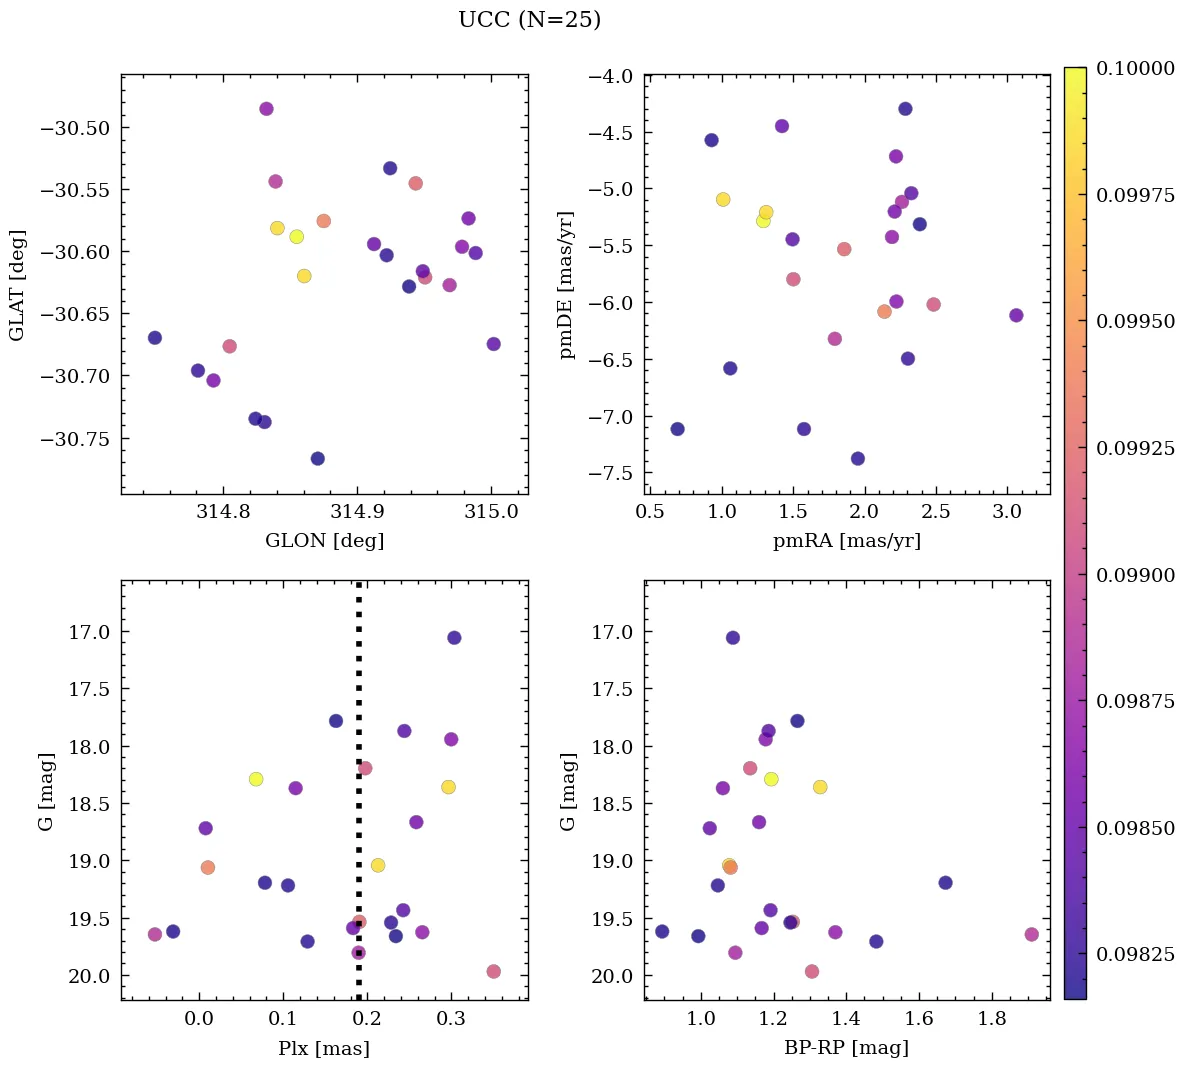 UCC (N=25)
−30.50
−30.55
−30.60
−30.65
−30.70
−30.75
GLAT [deg]
314.8 314.9 315.0
GLON [deg]
−4.0
−4.5
−5.0
−5.5
−6.0
−6.5
−7.0
−7.5
pmDE [mas/yr]
0.5 1.0 1.5 2.0 2.5 3.0
pmRA [mas/yr]
17.0
17.5
18.0
18.5
19.0
19.5
20.0
G [mag]
0.0 0.1 0.2 0.3
Plx [mas]
17.0
17.5
18.0
18.5
19.0
19.5
20.0
G [mag]
1.0 1.2 1.4 1.6 1.8
BP-RP [mag]
0.10000
0.09975
0.09950
0.09925
0.09900
0.09875
0.09850
0.09825